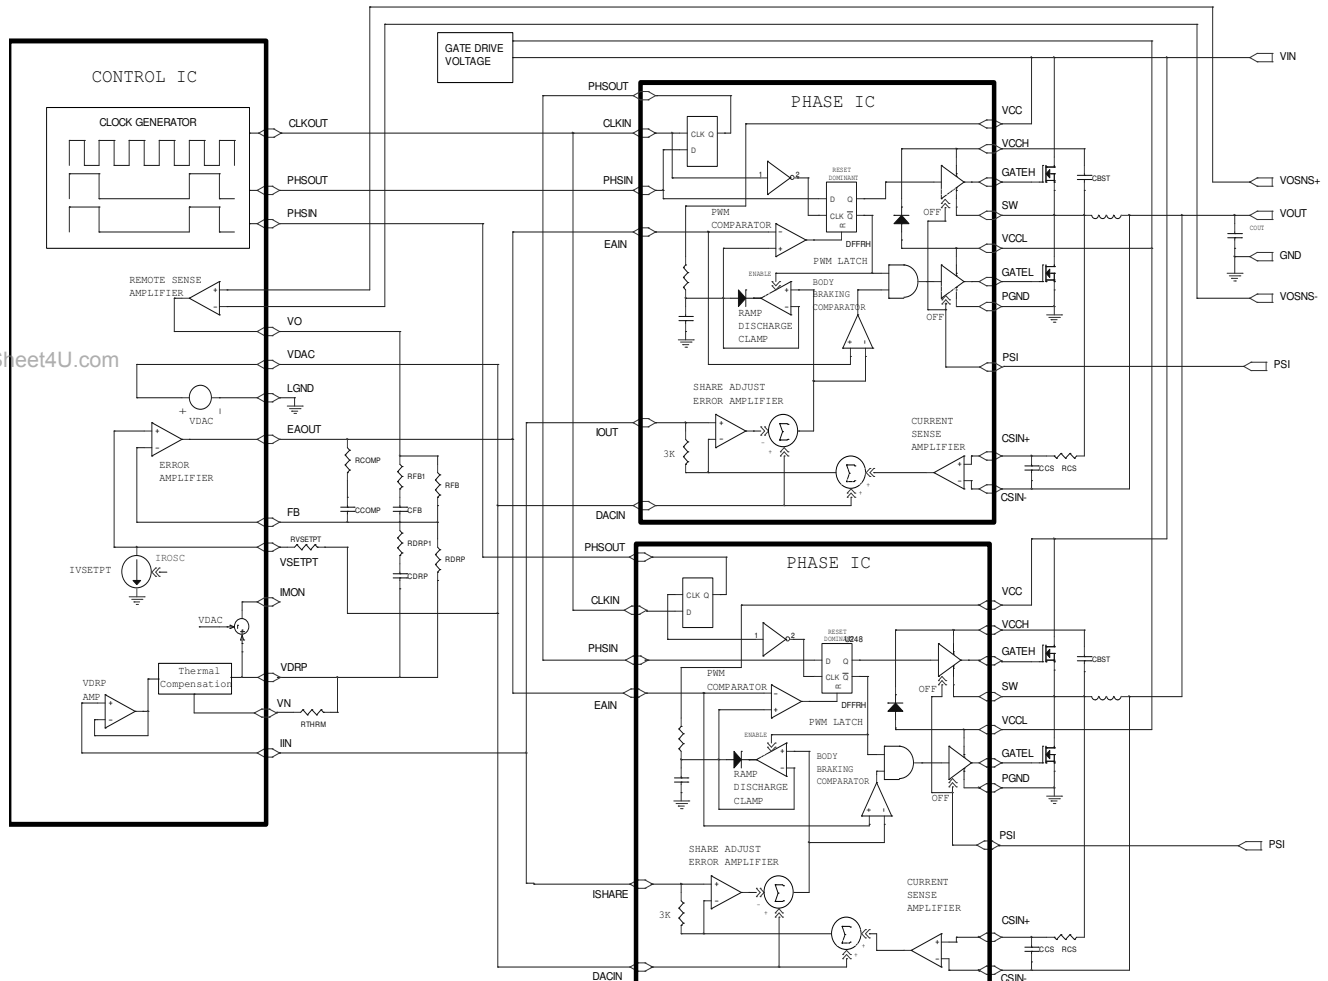 GATE DRIVE
VOLTAGE
VIN
CONTROL IC
CLOCK GENERATOR
CLKOUT
PHSOUT
PHSIN
REMOTE SENSE
AMPLIFIER
+
-
VO
VDAC
LGND
+
-
VDAC
EAOUT
+
-
ERROR
AMPLIFIER
RCOMP
RFB1
RFB
CCOMP
CFB
FB
RVSETPT
VSETPT
RDRP1
RDRP
CDRP
IROSC
IVSETPT
IMON
VDAC
Thermal
Compensation
VDRP
VDRP
AMP
+
-
VN
RTHRM
IIN
PHASE IC
PHSOUT
CLKIN
PHSIN
EAIN
IOUT
DACIN
CLK Q
D
1
2
RESET
DOMINANT
D Q
CLK Q
R
DFFRH
PWM
COMPARATOR
-
+
PWM LATCH
ENABLE
BODY
BRAKING
COMPARATOR
+
-
RAMP
DISCHARGE
CLAMP
+
-
SHARE ADJUST
ERROR AMPLIFIER
3K
+
-
Σ
-
+
Σ
+
+
CURRENT
SENSE
AMPLIFIER
+
-
OFF
OFF
VCC
VCCH
GATEH
SW
VCCL
GATEL
PGND
PSI
CSIN+
CSIN-
CBST
CCS
RCS
VOSNS+
VOUT
COUT
GND
VOSNS-
PSI
PHASE IC
PHSOUT
CLKIN
PHSIN
EAIN
ISHARE
DACIN
CLK Q
D
1
2
RESET
U248
D Q
CLK Q
R
DFFRH
PWM
COMPARATOR
-
+
PWM LATCH
ENABLE
BODY
BRAKING
COMPARATOR
+
-
RAMP
DISCHARGE
CLAMP
+
-
SHARE ADJUST
ERROR AMPLIFIER
3K
+
-
Σ
-
+
Σ
+
+
CURRENT
SENSE
AMPLIFIER
+
-
OFF
OFF
VCC
VCCH
GATEH
SW
VCCL
GATEL
PGND
PSI
CSIN+
CSIN-
CBST
CCS
RCS
PSI
heet4U.com